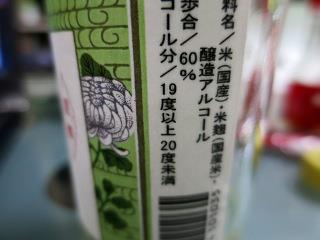 料名／米(国産)・米麹(国産米)、
醸造アルコール
歩合／60%
コール分／19度以上20度未満